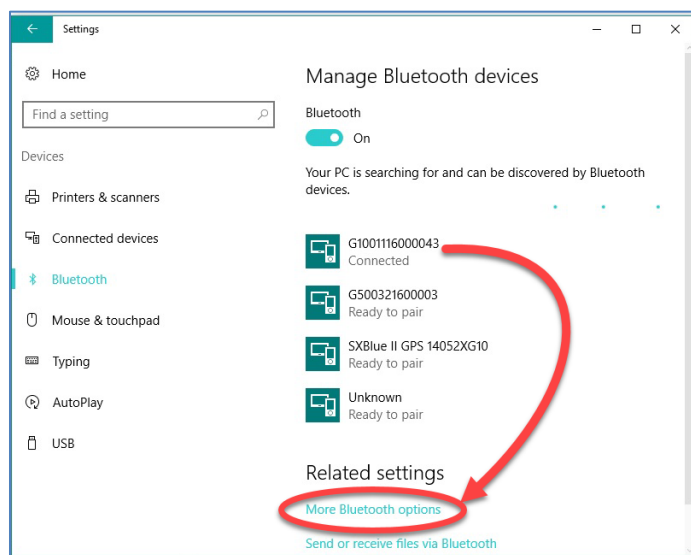 Settings
Home
Find a setting
Devices
Printers & scanners
Connected devices
Bluetooth
Mouse & touchpad
Typing
AutoPlay
USB
Manage Bluetooth devices
Bluetooth
On
Your PC is searching for and can be discovered by Bluetooth
devices.
G1001116000043
Connected
G500321600003
Ready to pair
SXBlue II GPS 14052XG10
Ready to pair
Unknown
Ready to pair
Related settings
More Bluetooth options
Send or receive files via Bluetooth